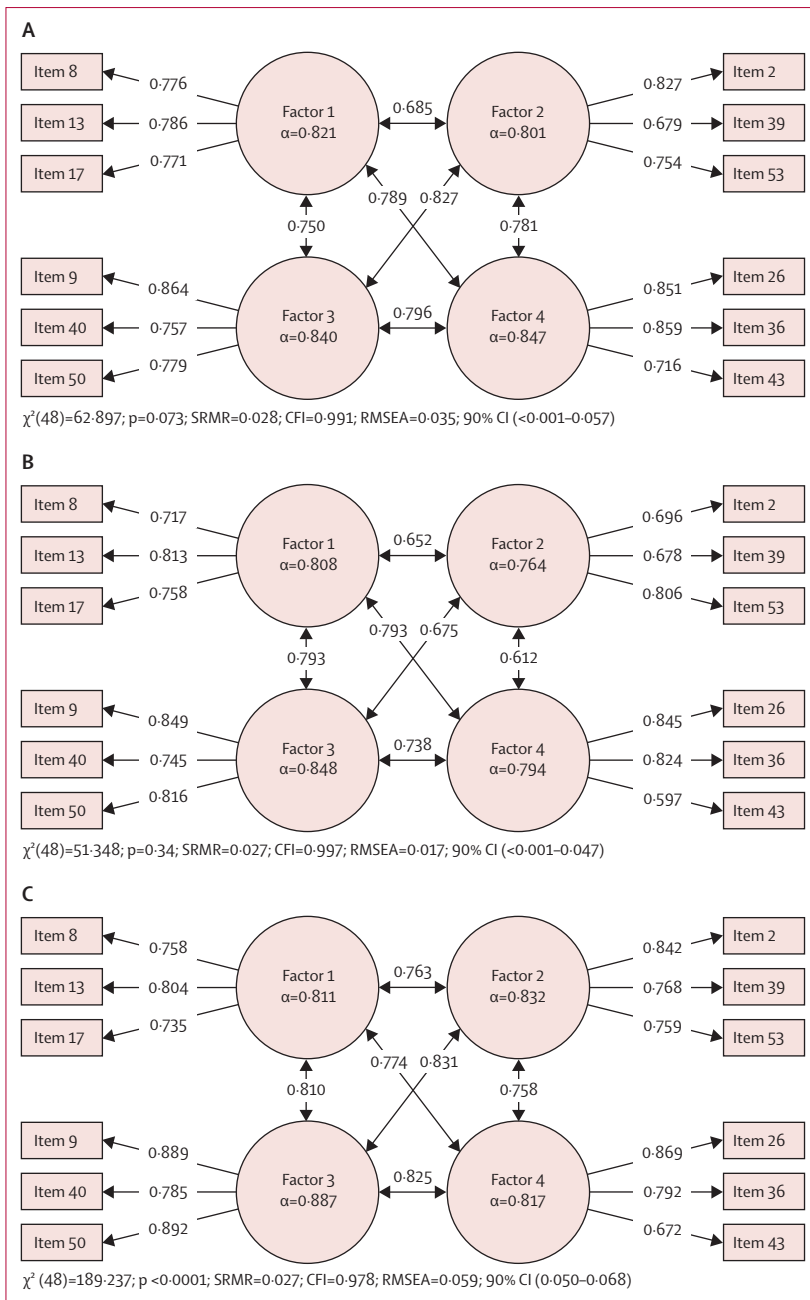 A
Item 8
0·776
Item 13
0·786
Item 17
0·771
Factor 1
α=0·821
0·685
Factor 2
α=0·801
0·827
Item 2
0·679
Item 39
0·754
Item 53
0·750
0·789
0·827
0·781
Item 9
0·864
Item 40
0·757
Item 50
0·779
Factor 3
α=0·840
0·796
Factor 4
α=0·847
0·851
Item 26
0·859
Item 36
0·716
Item 43
χ²(48)=62·897; p=0·073; SRMR=0·028; CFI=0·991; RMSEA=0·035; 90% CI (<0·001–0·057)
B
Item 8
0·717
Item 13
0·813
Item 17
0·758
Factor 1
α=0·808
0·652
Factor 2
α=0·764
0·696
Item 2
0·678
Item 39
0·806
Item 53
0·793
0·793
0·675
0·612
Item 9
0·849
Item 40
0·745
Item 50
0·816
Factor 3
α=0·848
0·738
Factor 4
α=0·794
0·845
Item 26
0·824
Item 36
0·597
Item 43
χ²(48)=51·348; p=0·34; SRMR=0·027; CFI=0·997; RMSEA=0·017; 90% CI (<0·001–0·047)
C
Item 8
0·758
Item 13
0·804
Item 17
0·735
Factor 1
α=0·811
0·763
Factor 2
α=0·832
0·842
Item 2
0·768
Item 39
0·759
Item 53
0·810
0·774
0·831
0·758
Item 9
0·889
Item 40
0·785
Item 50
0·892
Factor 3
α=0·887
0·825
Factor 4
α=0·817
0·869
Item 26
0·792
Item 36
0·672
Item 43
χ² (48)=189·237; p <0·0001; SRMR=0·027; CFI=0·978; RMSEA=0·059; 90% CI (0·050–0·068)